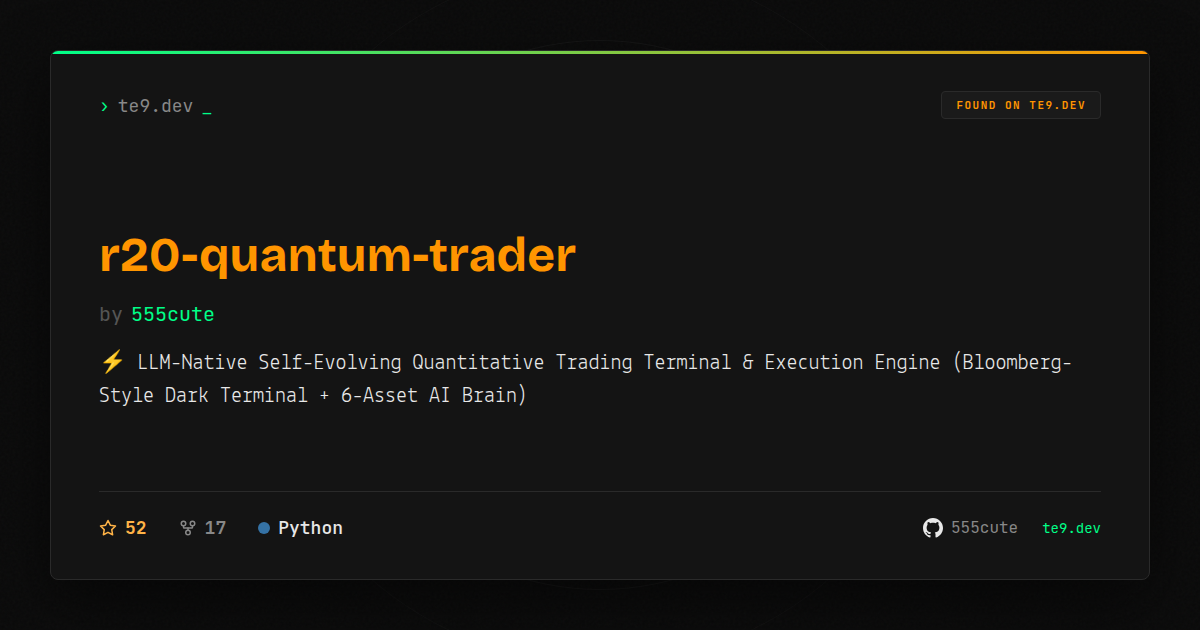 › te9.dev _
FOUND ON TE9.DEV
r20-quantum-trader
by 555cute
⚡ LLM-Native Self-Evolving Quantitative Trading Terminal & Execution Engine (Bloomberg-
Style Dark Terminal + 6-Asset AI Brain)
52 17 Python 555cute te9.dev